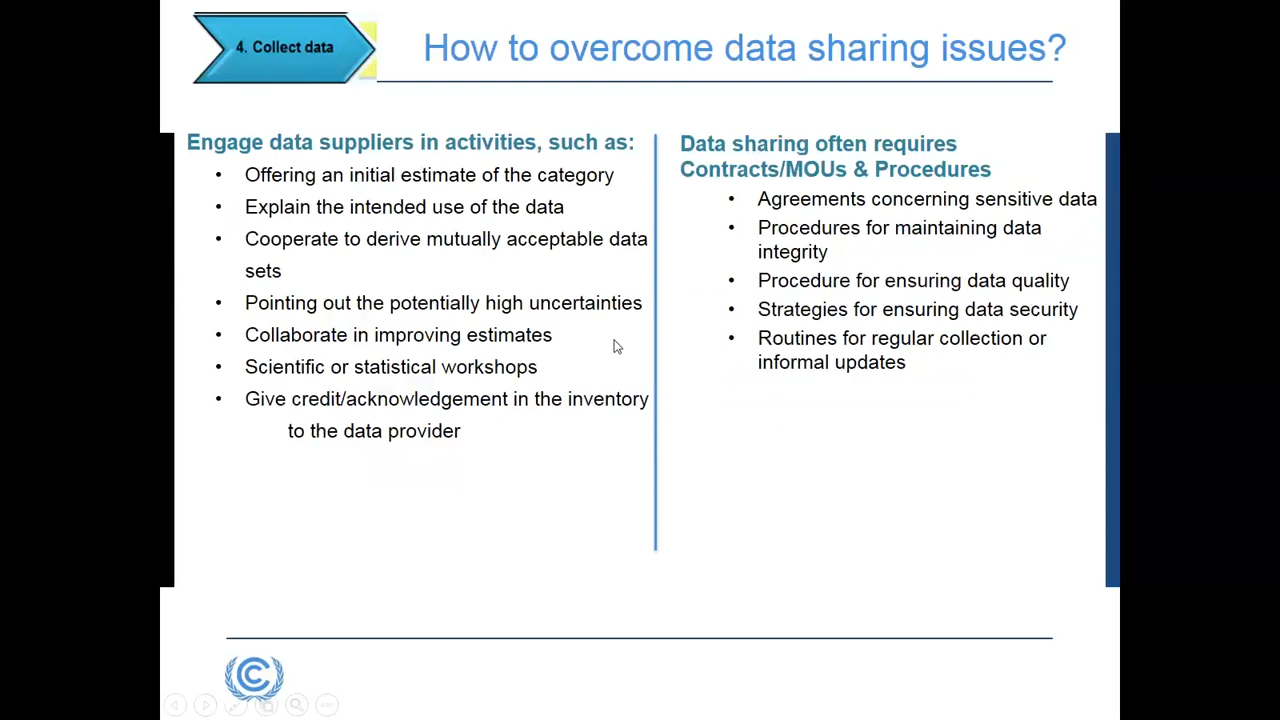 4. Collect data
How to overcome data sharing issues?
Engage data suppliers in activities, such as:
• Offering an initial estimate of the category
• Explain the intended use of the data
• Cooperate to derive mutually acceptable data
sets
• Pointing out the potentially high uncertainties
• Collaborate in improving estimates
• Scientific or statistical workshops
• Give credit/acknowledgement in the inventory
to the data provider
Data sharing often requires
Contracts/MOUs & Procedures
• Agreements concerning sensitive data
• Procedures for maintaining data
integrity
• Procedure for ensuring data quality
• Strategies for ensuring data security
• Routines for regular collection or
informal updates